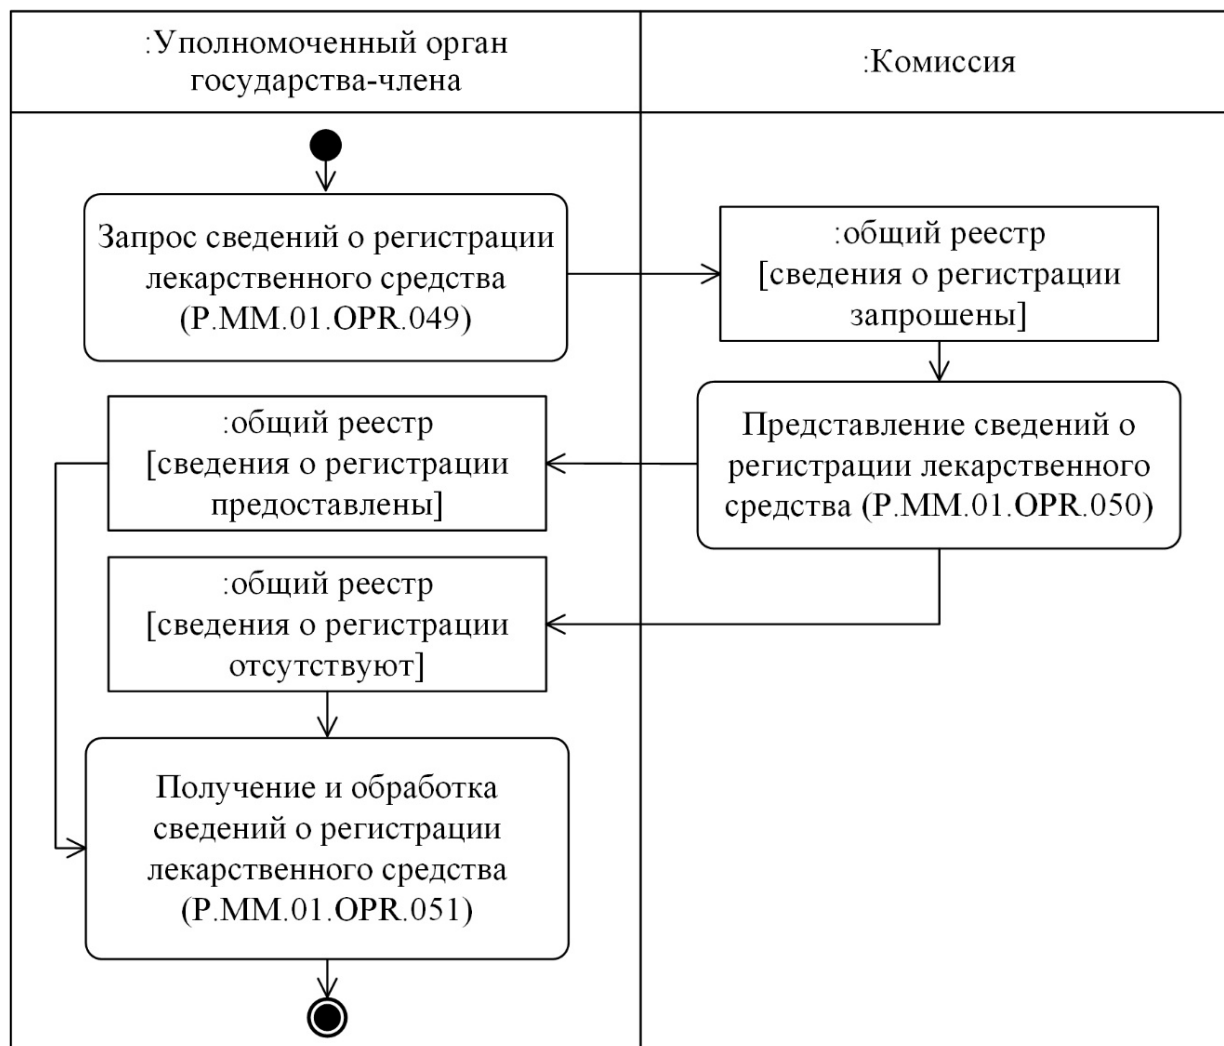 :Уполномоченный орган
государства-члена
:Комиссия
Запрос сведений о регистрации
лекарственного средства
(P.MM.01.OPR.049)
:общий реестр
[сведения о регистрации
запрошены]
:общий реестр
[сведения о регистрации
предоставлены]
Представление сведений о
регистрации лекарственного
средства (P.MM.01.OPR.050)
:общий реестр
[сведения о регистрации
отсутствуют]
Получение и обработка
сведений о регистрации
лекарственного средства
(P.MM.01.OPR.051)